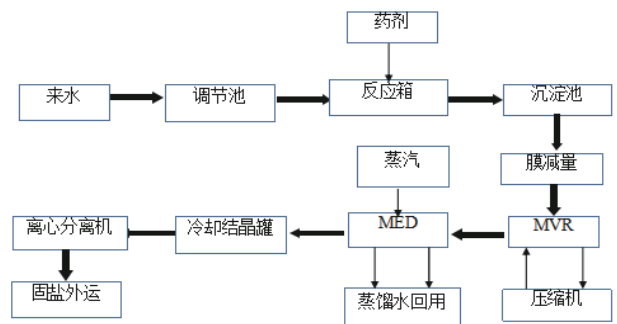 药剂
来水
调节池
反应箱
沉淀池
蒸汽
膜减量
离心分离机
冷却结晶罐
MED
MVR
固盐外运
蒸馏水回用
压缩机